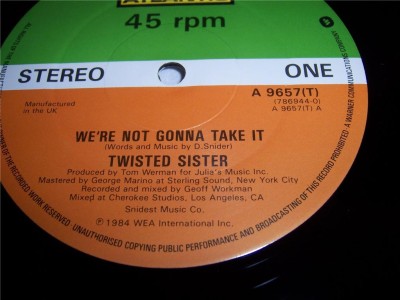 ATLANTIC
45 rpm
STEREO
ONE
A 9657(T)
(786944-0)
A 9657(T) A
Manufactured
in the UK
WE'RE NOT GONNA TAKE IT
(Words and Music by D.Snider)
TWISTED SISTER
Produced by Tom Werman for Julia's Music Inc.
Mastered by George Marino at Sterling Sound, New York City
Recorded and mixed by Geoff Workman
Mixed at Cherokee Studios, Los Angeles, CA
Snidest Music Co.
℗ 1984 WEA International Inc.
A WARNER COMMUNICATIONS
WORK RESERVED UNAUTHORISED COPYING PUBLIC PERFORMANCE AND BROADCASTING OF THIS RECORD PROHIBITED